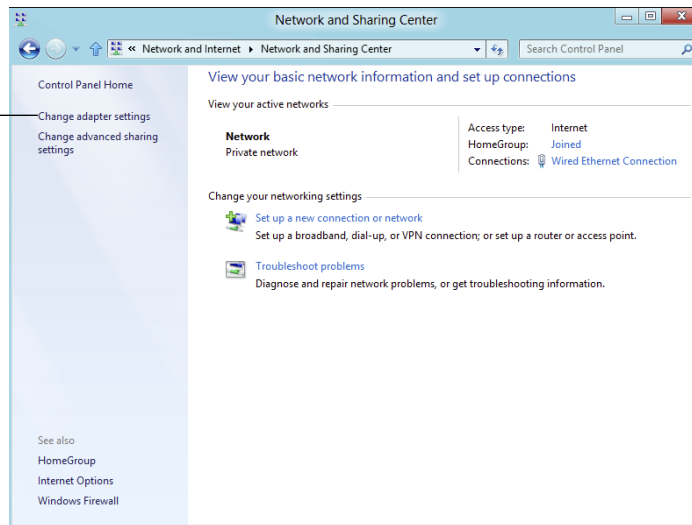 Network and Sharing Center
« Network and Internet Network and Sharing Center
Search Control Panel
Control Panel Home
Change adapter settings
Change advanced sharing
settings
View your basic network information and set up connections
View your active networks
Network
Private network
Access type: Internet
HomeGroup: Joined
Connections: Wired Ethernet Connection
Change your networking settings
Set up a new connection or network
Set up a broadband, dial-up, or VPN connection; or set up a router or access point.
Troubleshoot problems
Diagnose and repair network problems, or get troubleshooting information.
See also
HomeGroup
Internet Options
Windows Firewall